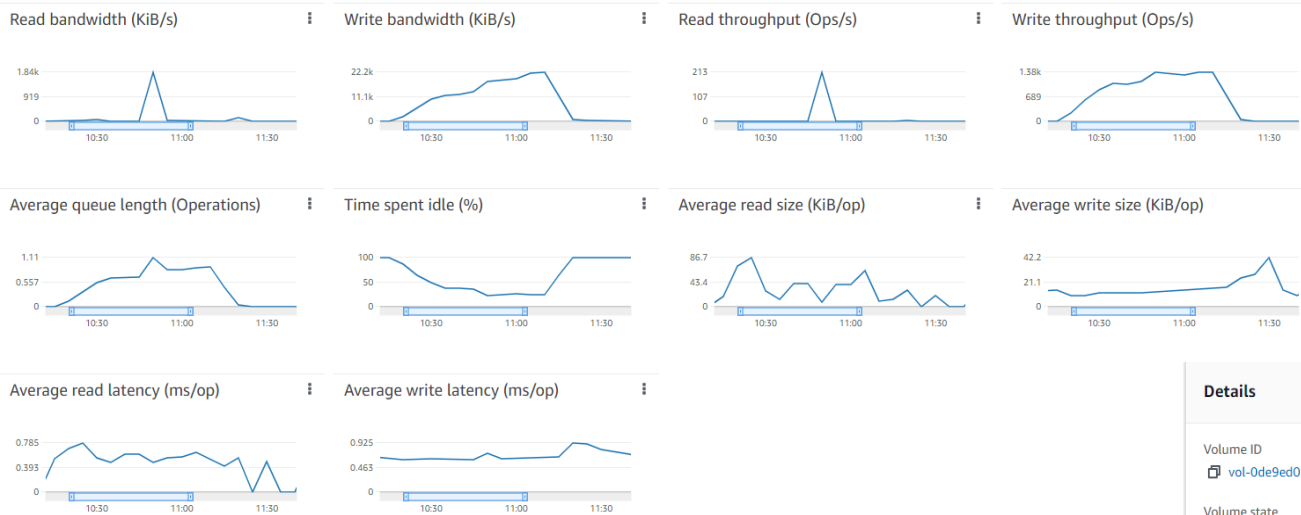 Read bandwidth (KiB/s)
1.84k
919
0
10:30 11:00 11:30
Write bandwidth (KiB/s)
22.2k
11.1k
0
10:30 11:00 11:30
Read throughput (Ops/s)
213
107
0
10:30 11:00 11:30
Write throughput (Ops/s)
1.38k
689
0
10:30 11:00 11:30
Average queue length (Operations)
1.11
0.557
0
10:30 11:00 11:30
Time spent idle (%)
100
50
0
10:30 11:00 11:30
Average read size (KiB/op)
86.7
43.4
0
10:30 11:00 11:30
Average write size (KiB/op)
42.2
21.1
0
10:30 11:00 11:30
Average read latency (ms/op)
0.785
0.393
0
10:30 11:00 11:30
Average write latency (ms/op)
0.925
0.463
0
10:30 11:00 11:30
Details
Volume ID
vol-0de9ed0
Volume state